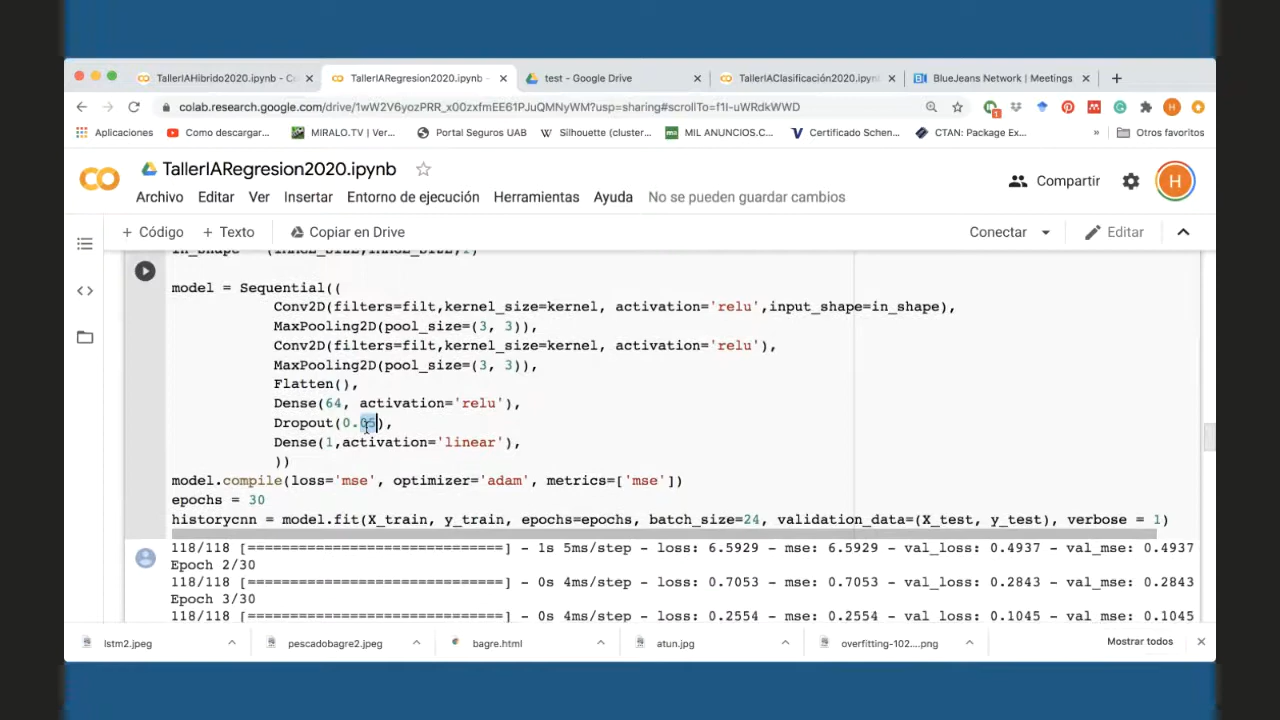 TallerIAHibrido2020.ipynb - C
TallerIARegresion2020.ipynb -
test - Google Drive
TallerIAClasificación2020.ipynb
BlueJeans Network | Meetings
colab.research.google.com/drive/1wW2V6yozPRR_x00zxfmEE61PJuQMNyWM?usp=sharing#scrollTo=f1I-uWRdkWWD
Aplicaciones
Como descargar...
MIRALO.TV | Ver...
Portal Seguros UAB
Silhouette (cluster...
MIL ANUNCIOS.C...
Certificado Schen...
CTAN: Package Ex...
»
Otros favoritos
TallerIARegresion2020.ipynb
Compartir
H
Archivo Editar Ver Insertar Entorno de ejecución Herramientas Ayuda No se pueden guardar cambios
+ Código + Texto Copiar en Drive Conectar Editar
in_shape = (IMAGE_SIZE,IMAGE_SIZE,1)
model = Sequential((
Conv2D(filters=filt,kernel_size=kernel, activation='relu',input_shape=in_shape),
MaxPooling2D(pool_size=(3, 3)),
Conv2D(filters=filt,kernel_size=kernel, activation='relu'),
MaxPooling2D(pool_size=(3, 3)),
Flatten(),
Dense(64, activation='relu'),
Dropout(0.05),
Dense(1,activation='linear'),
))
model.compile(loss='mse', optimizer='adam', metrics=['mse'])
epochs = 30
historycnn = model.fit(X_train, y_train, epochs=epochs, batch_size=24, validation_data=(X_test, y_test), verbose = 1)
118/118 [==============================] - 1s 5ms/step - loss: 6.5929 - mse: 6.5929 - val_loss: 0.4937 - val_mse: 0.4937
Epoch 2/30
118/118 [==============================] - 0s 4ms/step - loss: 0.7053 - mse: 0.7053 - val_loss: 0.2843 - val_mse: 0.2843
Epoch 3/30
118/118 [==============================] - 0s 4ms/step - loss: 0.2554 - mse: 0.2554 - val_loss: 0.1045 - val_mse: 0.1045
lstm2.jpeg
pescadobagre2.jpeg
bagre.html
atun.jpg
overfitting-102....png
Mostrar todos